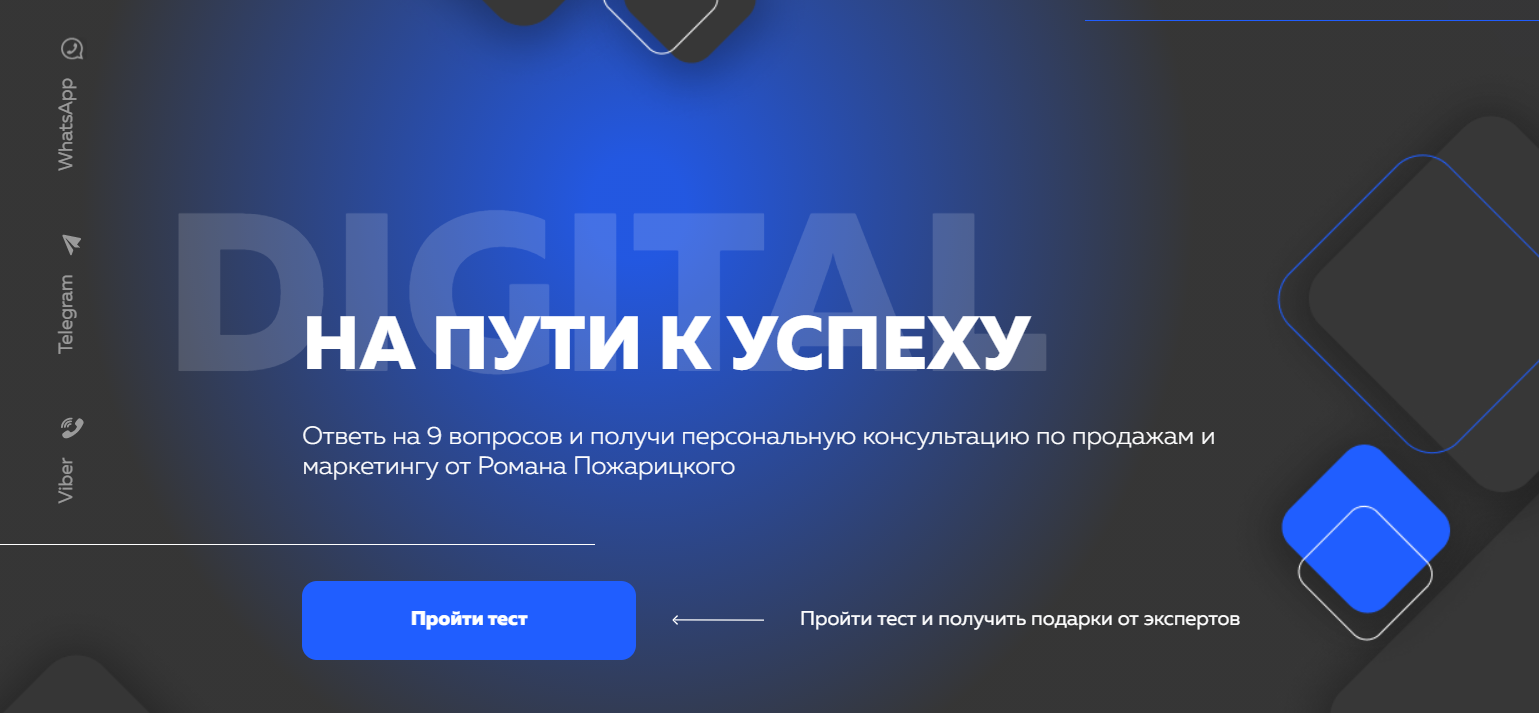 WhatsApp
Telegram
Viber
DIGITAL
НА ПУТИ К УСПЕХУ
Ответь на 9 вопросов и получи персональную консультацию по продажам и
маркетингу от Романа Пожарицкого
Пройти тест
Пройти тест и получить подарки от экспертов